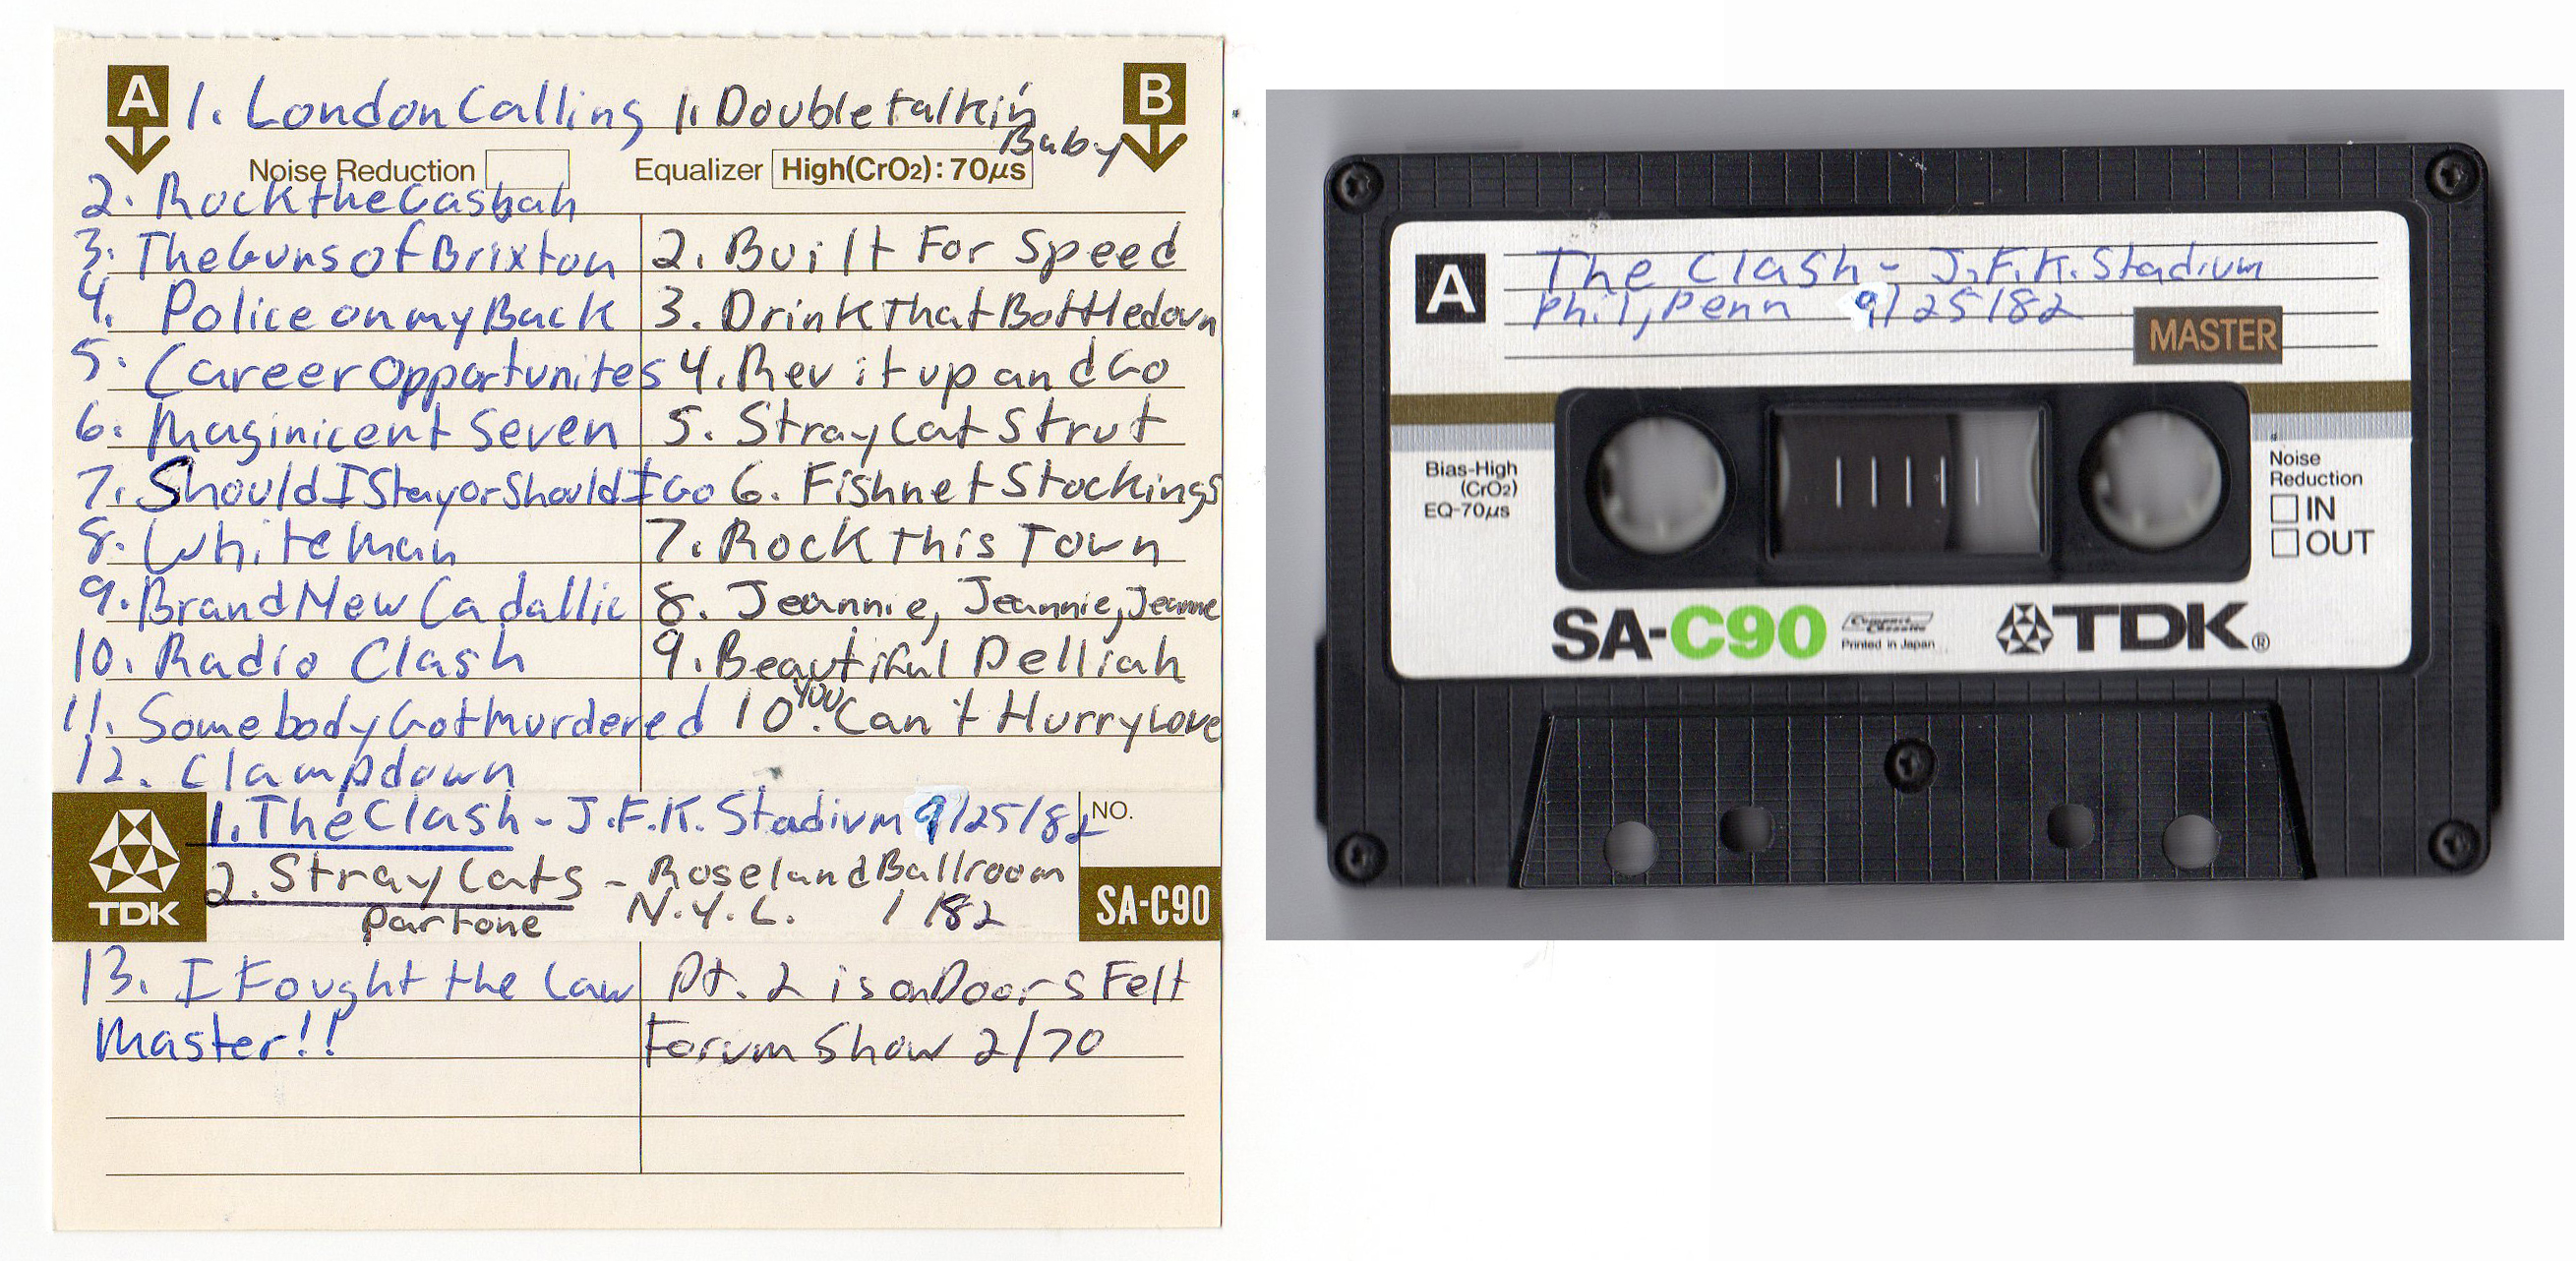 A 1. London Calling 1. Double talkin' B
Baby
Noise Reduction Equalizer High(CrO2): 70µs
2. Rock the Casbah
3. The Guns of Brixton 2. Built For Speed
4. Police on my Back 3. Drink That Bottle down
5. Career Opportunites 4. Rev it up and Go
6. Maginicent Seven 5. Stray Cat Strut
7. Should I Stay or Should I Go 6. Fishnet Stockings
8. White Man 7. Rock This Town
9. Brand New Cadallic 8. Jeannie, Jeannie, Jeannie
10. Radio Clash 9. Beautiful Delliah
11. Somebody Got Murdered 10. You Can't Hurry Love
12. Clampdown
1. The Clash - J.F.K. Stadium 9/25/82 NO.
2. Stray Cats - Roseland Ballroom
TDK part one N.Y.C. 1/82 SA-C90
13. I Fought the Law Pt. 2 is on Doors Felt
Master!! Forum Show 2/70
A The Clash - J.F.K. Stadium
Phil, Penn 9/25/82
MASTER
Bias-High
(CrO2)
EQ-70µs
Noise
Reduction
IN
OUT
SA-C90 Compact Cassette Printed in Japan TDK®